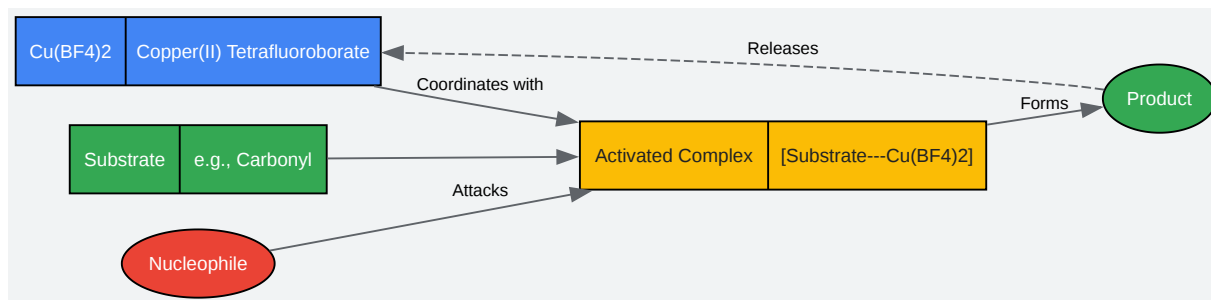 Cu(BF4)2
Copper(II) Tetrafluoroborate
Releases
Coordinates with
Product
Forms
Substrate
e.g., Carbonyl
Activated Complex
[Substrate---Cu(BF4)2]
Attacks
Nucleophile